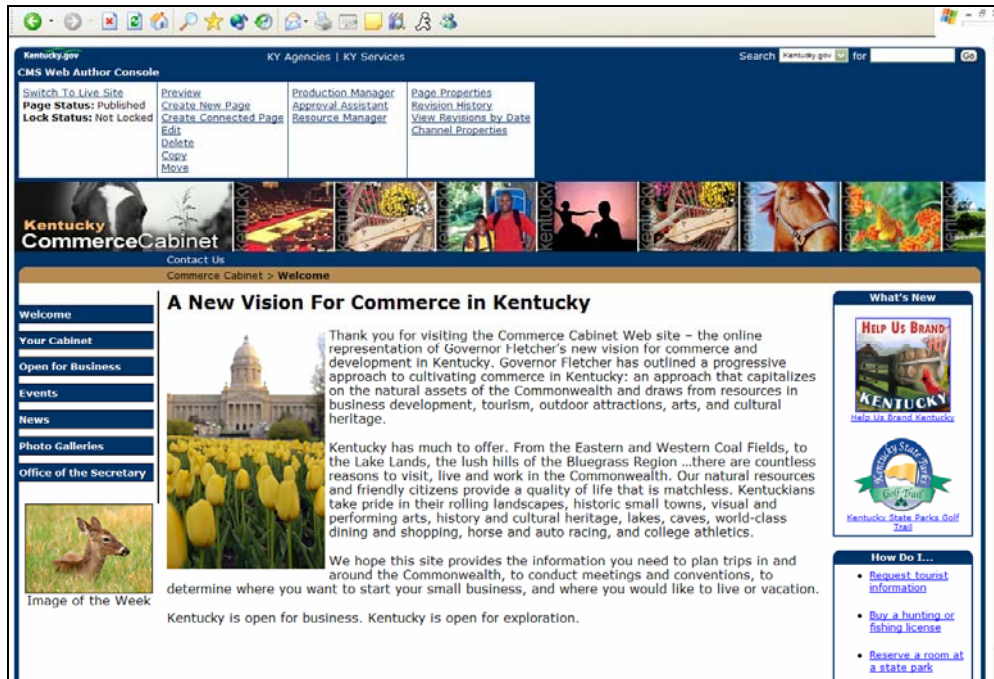 Kentucky.gov
KY Agencies | KY Services
Search Kentucky.gov for Go
CMS Web Author Console
Switch To Live Site
Page Status: Published
Lock Status: Not Locked
Preview
Create New Page
Create Connected Page
Edit
Delete
Copy
Move
Production Manager
Approval Assistant
Resource Manager
Page Properties
Revision History
View Revisions by Date
Channel Properties
Kentucky
CommerceCabinet
Kentucky
Kentucky
Kentucky
Kentucky
Kentucky
Kentucky
Kentucky
Kentucky
Contact Us
Commerce Cabinet > Welcome
Welcome
Your Cabinet
Open for Business
Events
News
Photo Galleries
Office of the Secretary
Image of the Week
A New Vision For Commerce in Kentucky
Thank you for visiting the Commerce Cabinet Web site – the online
representation of Governor Fletcher's new vision for commerce and
development in Kentucky. Governor Fletcher has outlined a progressive
approach to cultivating commerce in Kentucky: an approach that capitalizes
on the natural assets of the Commonwealth and draws from resources in
business development, tourism, outdoor attractions, arts, and cultural
heritage.
Kentucky has much to offer. From the Eastern and Western Coal Fields, to
the Lake Lands, the lush hills of the Bluegrass Region ...there are countless
reasons to visit, live and work in the Commonwealth. Our natural resources
and friendly citizens provide a quality of life that is matchless. Kentuckians
take pride in their rolling landscapes, historic small towns, visual and
performing arts, history and cultural heritage, lakes, caves, world-class
dining and shopping, horse and auto racing, and college athletics.
We hope this site provides the information you need to plan trips in and
around the Commonwealth, to conduct meetings and conventions, to
determine where you want to start your small business, and where you would like to live or vacation.
Kentucky is open for business. Kentucky is open for exploration.
What's New
HELP US BRAND
KENTUCKY
Help Us Brand Kentucky
Kentucky State Parks
Golf Trail
Kentucky State Parks Golf
Trail
How Do I...
• Request tourist
information
• Buy a hunting or
fishing license
• Reserve a room at
a state park